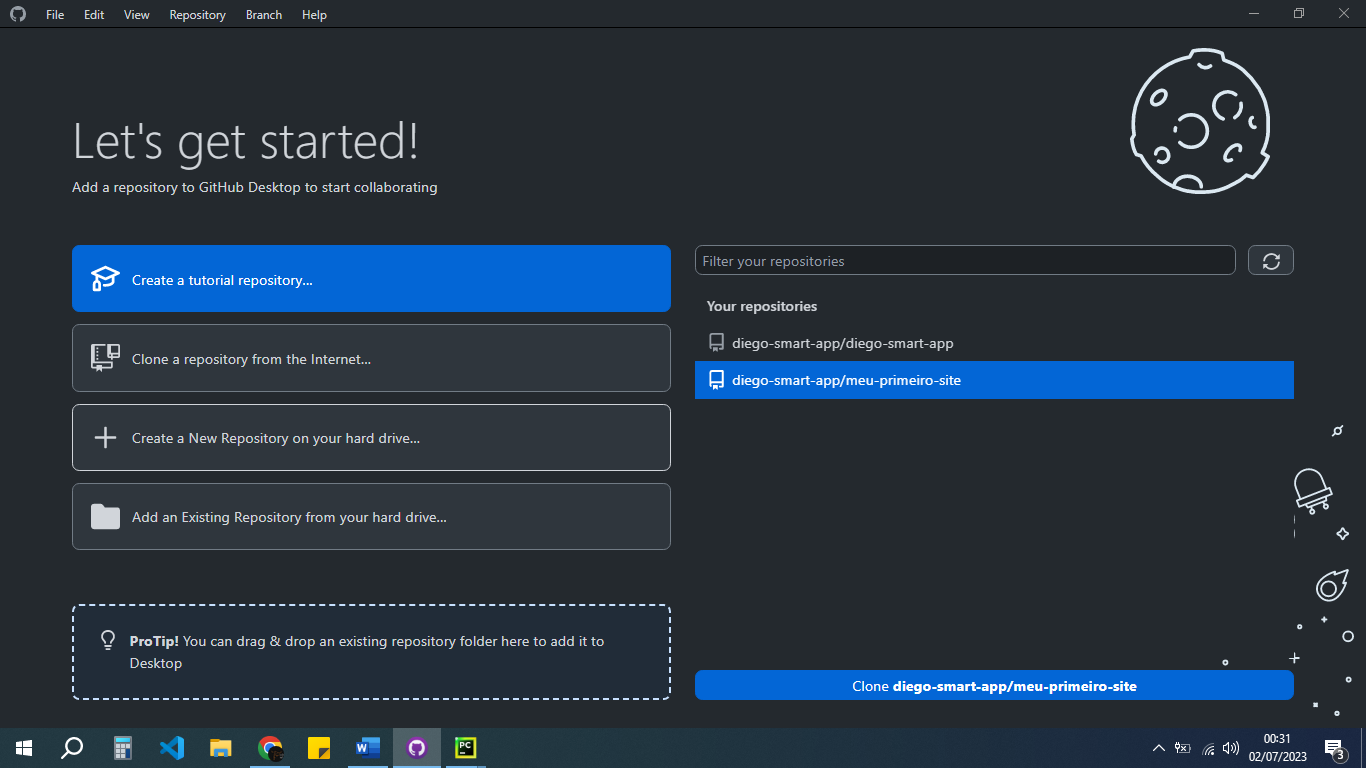 File Edit View Repository Branch Help
Let's get started!
Add a repository to GitHub Desktop to start collaborating
Create a tutorial repository...
Clone a repository from the Internet...
Create a New Repository on your hard drive...
Add an Existing Repository from your hard drive...
ProTip! You can drag & drop an existing repository folder here to add it to
Desktop
Filter your repositories
Your repositories
diego-smart-app/diego-smart-app
diego-smart-app/meu-primeiro-site
Clone diego-smart-app/meu-primeiro-site
W
PC
00:31
02/07/2023
3